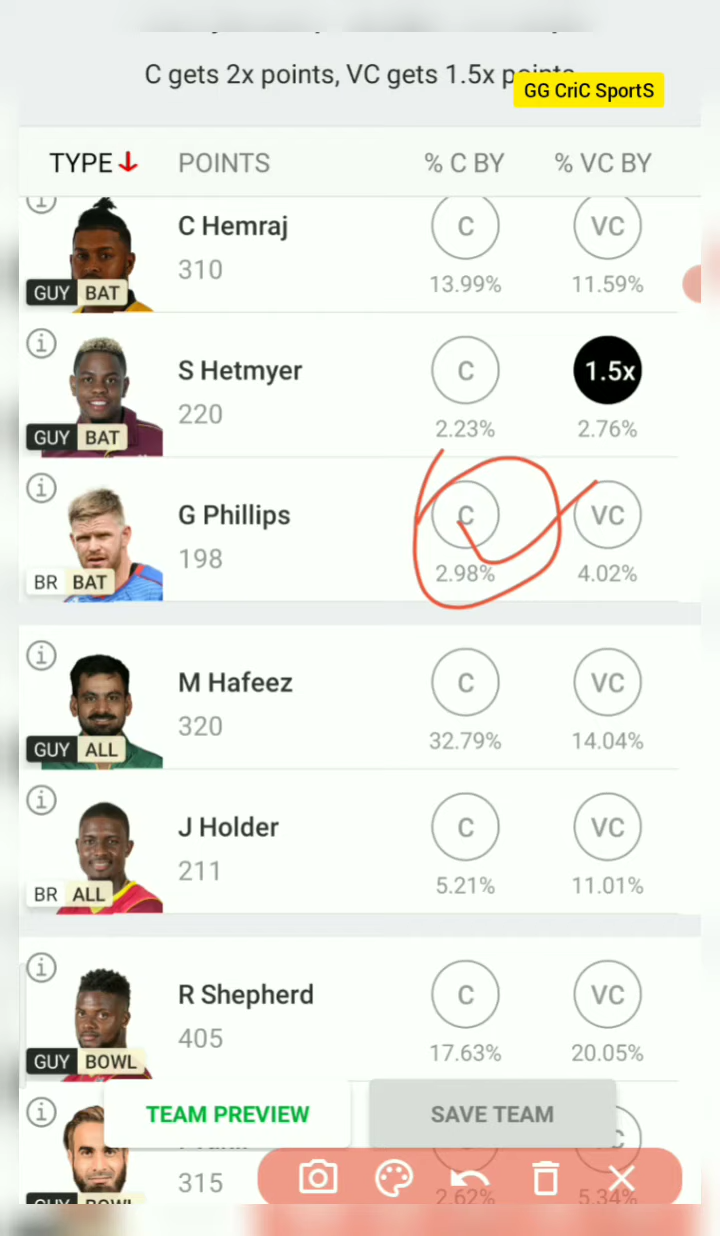 C gets 2x points, VC gets 1.5x points
GG CriC SportS
TYPE POINTS % C BY % VC BY
C Hemraj C VC
310 13.99% 11.59%
GUY BAT
S Hetmyer C 1.5x
220 2.23% 2.76%
GUY BAT
G Phillips C VC
198 2.98% 4.02%
BR BAT
M Hafeez C VC
320 32.79% 14.04%
GUY ALL
J Holder C VC
211 5.21% 11.01%
BR ALL
R Shepherd C VC
405 17.63% 20.05%
GUY BOWL
TEAM PREVIEW SAVE TEAM
315 2.62% 5.34%
GUY BOWL